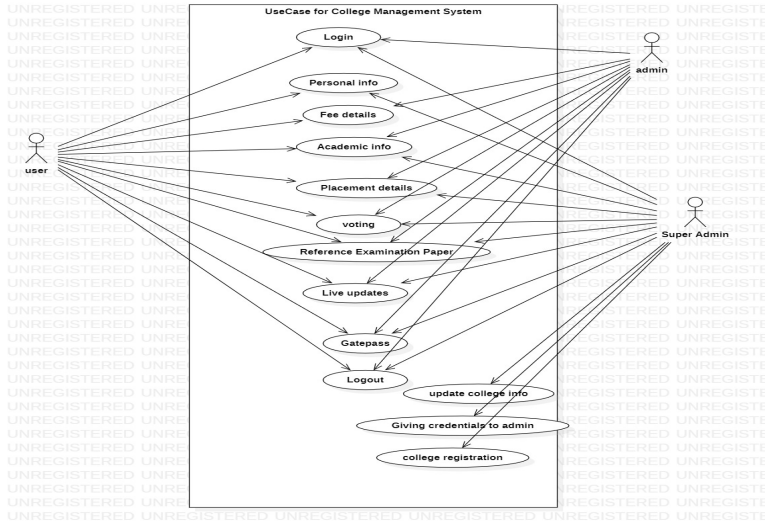 UseCase for College Management System
Login
admin
Personal info
Fee details
Academic info
user
Placement details
voting
Super Admin
Reference Examination Paper
Live updates
Gatepass
Logout
update college info
Giving credentials to admin
college registration
UNREGISTERED